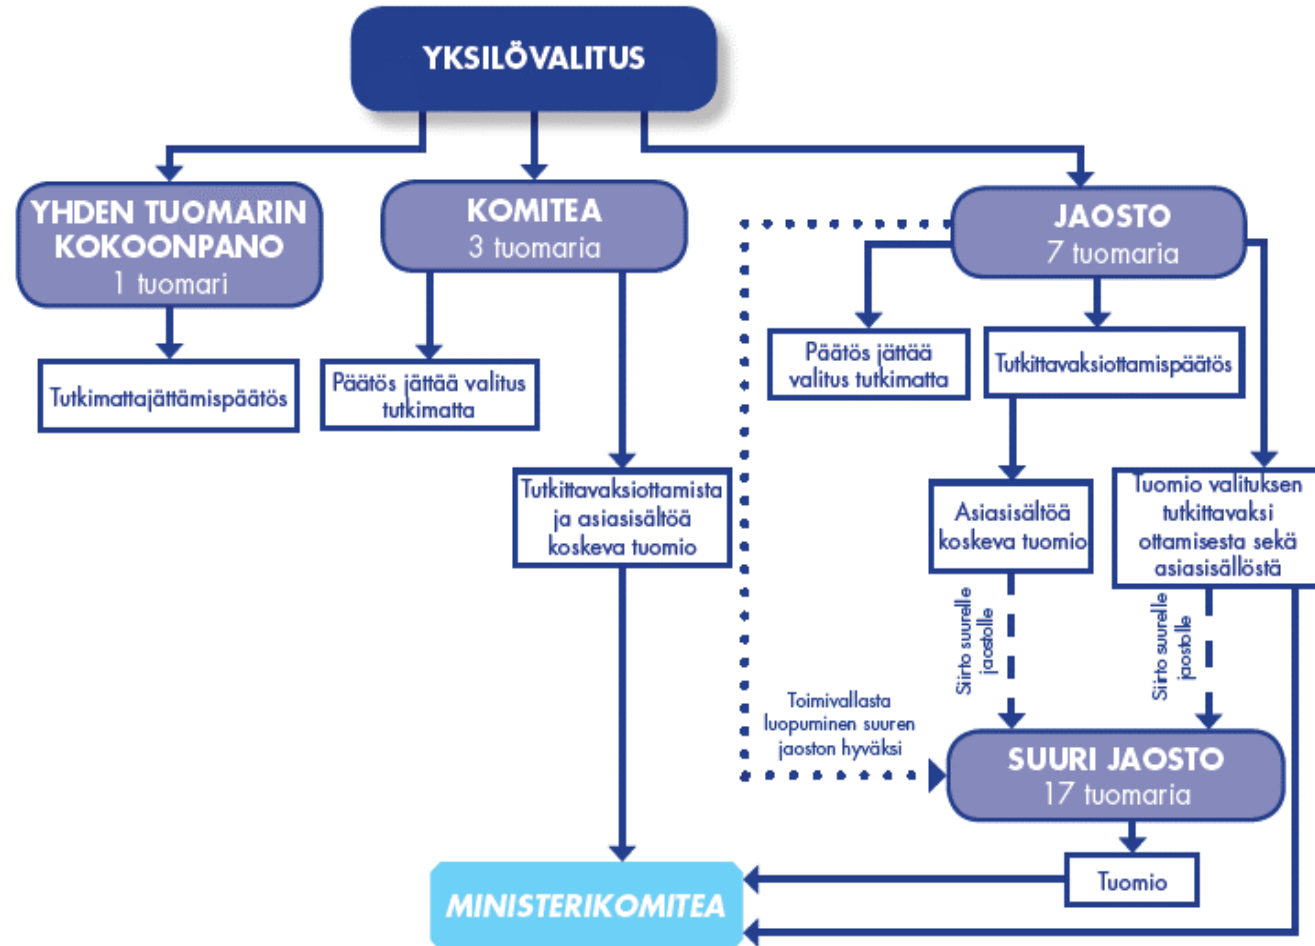 YKSILÖVALITUS
YHDEN TUOMARIN
KOKOONPANO
1 tuomari
KOMITEA
3 tuomaria
JAOSTO
7 tuomaria
Tutkimattajättämispäätös
Päätös jättää valitus
tutkimatta
Päätös jättää
valitus tutkimatta
Tutkittavaksiottamispäätös
Tutkittavaksiottamista
ja asiasisältöä
koskeva tuomio
Asiasisältöä
koskeva tuomio
Tuomio valituksen
tutkittavaksi
ottamisesta sekä
asiasisällöstä
Siirto suurelle
jaostolle
Siirto suurelle
jaostolle
Toimivallasta
luopuminen suuren
jaoston hyväksi
SUURI JAOSTO
17 tuomaria
Tuomio
MINISTERIKOMITEA